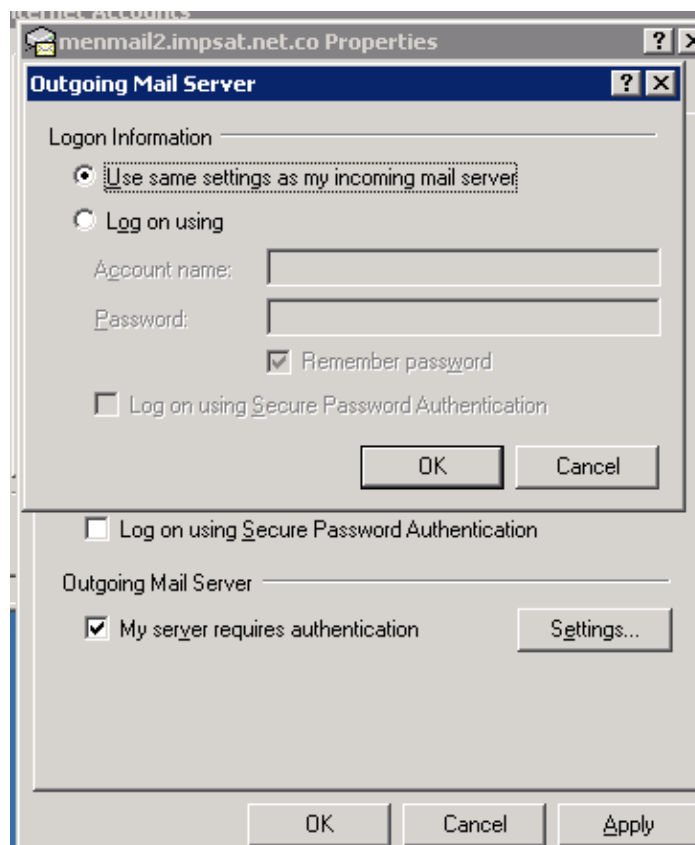 ternet Accounts
menmail2.impsat.net.co Properties
Outgoing Mail Server
Logon Information
Use same settings as my incoming mail server
Log on using
Account name:
Password:
Remember password
Log on using Secure Password Authentication
OK Cancel
Log on using Secure Password Authentication
Outgoing Mail Server
My server requires authentication Settings...
OK Cancel Apply